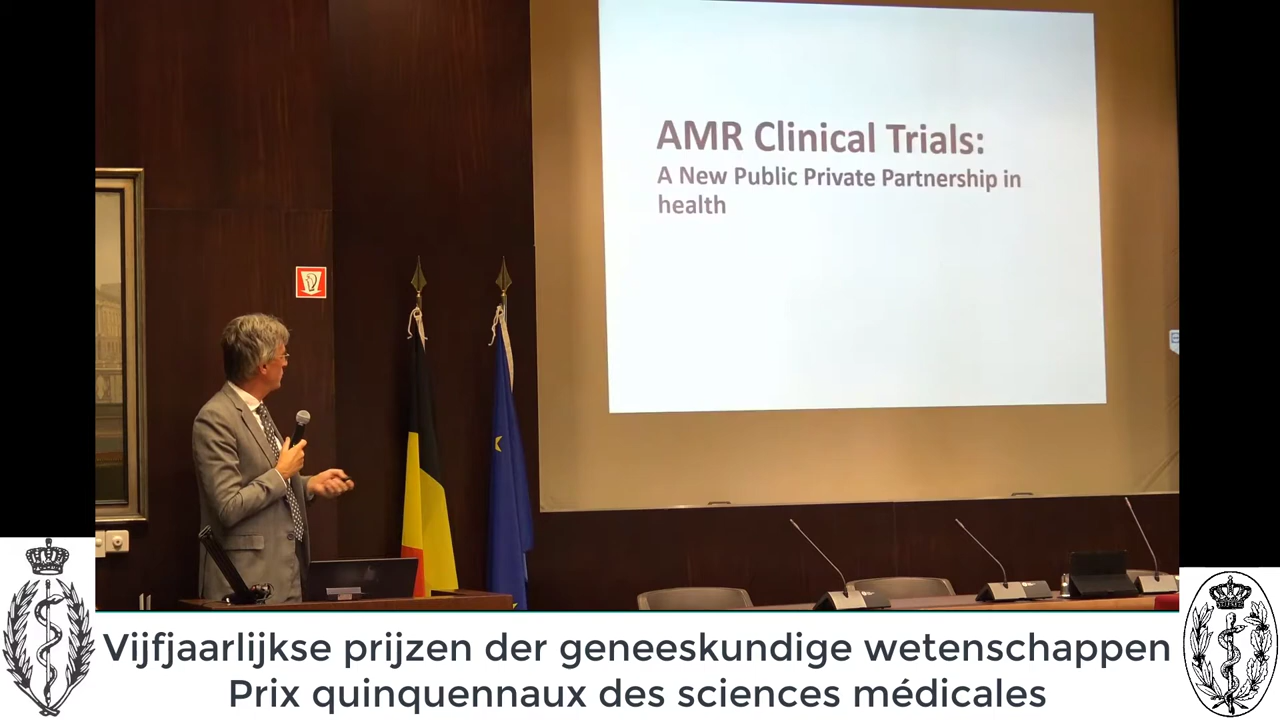 AMR Clinical Trials:
A New Public Private Partnership in
health
Vijfjaarlijkse prijzen der geneeskundige wetenschappen
Prix quinquennaux des sciences médicales